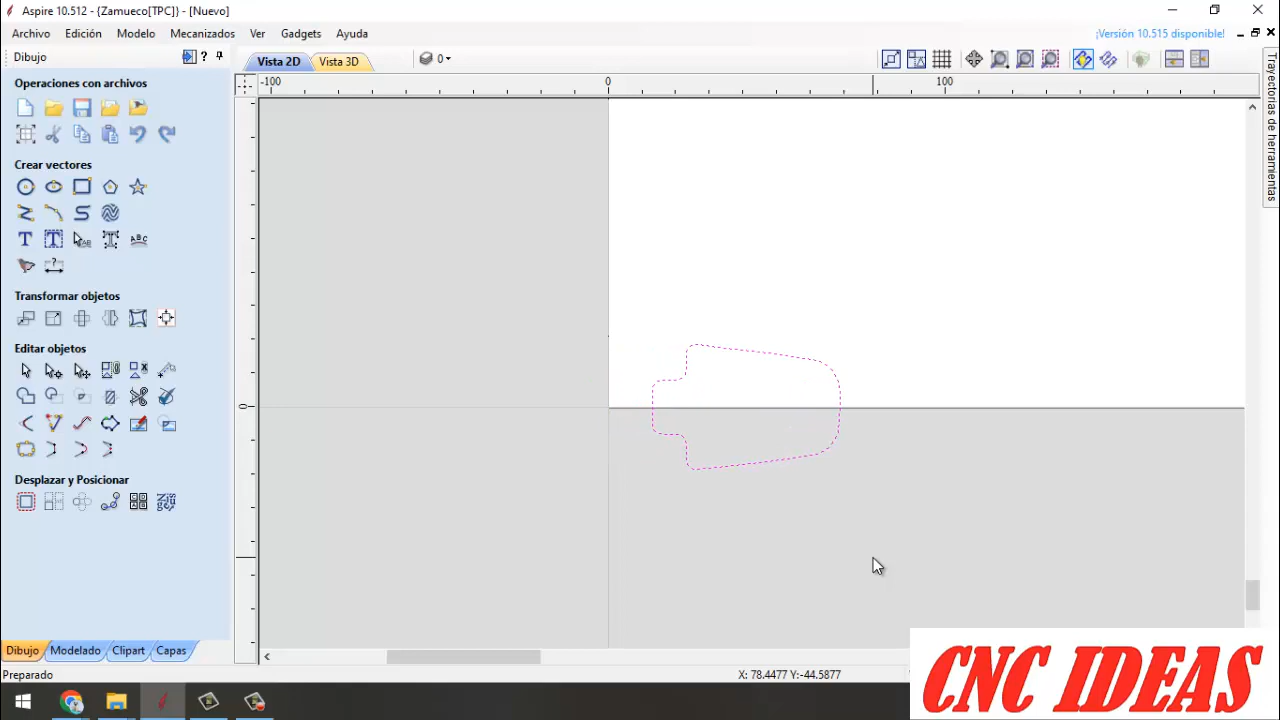 Aspire 10.512 - {Zamueco[TPC]} - [Nuevo]
Archivo Edición Modelo Mecanizados Ver Gadgets Ayuda
¡Versión 10.515 disponible!
Dibujo
Vista 2D Vista 3D
0
Operaciones con archivos
-100 0 100
Crear vectores
Transformar objetos
Editar objetos
0
Desplazar y Posicionar
Trayectorias de herramientas
Dibujo Modelado Clipart Capas
Preparado
X: 78.4477 Y:-44.5877
CNC IDEAS